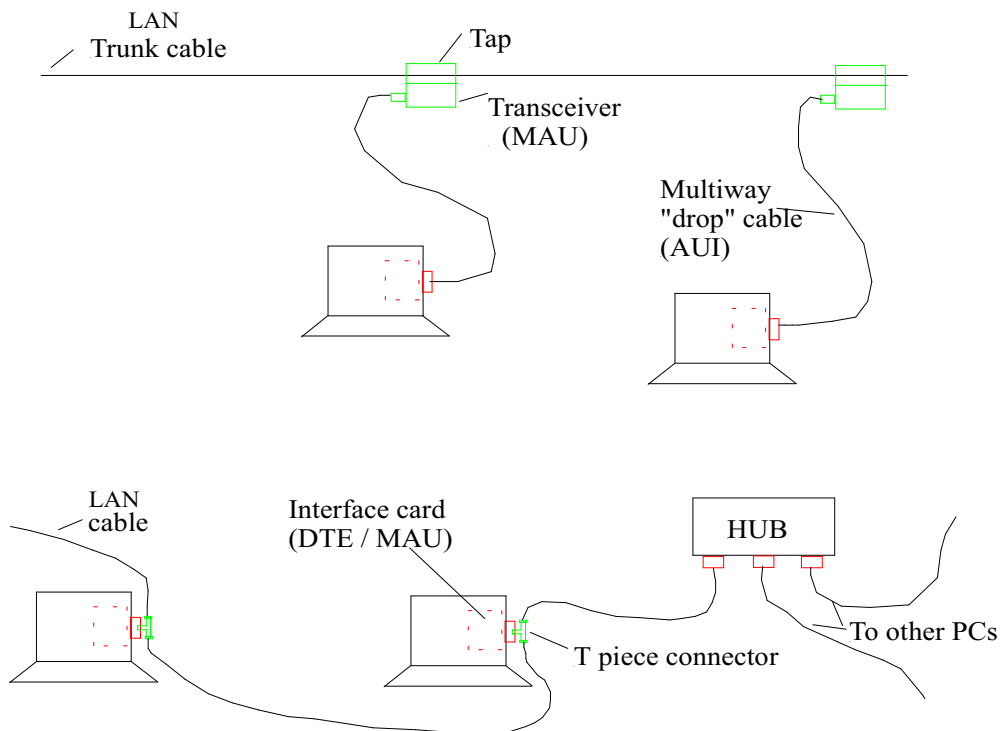 LAN
Trunk cable
Tap
Transceiver
(MAU)
Multiway
"drop" cable
(AUI)
LAN
cable
Interface card
(DTE / MAU)
HUB
To other PCs
T piece connector